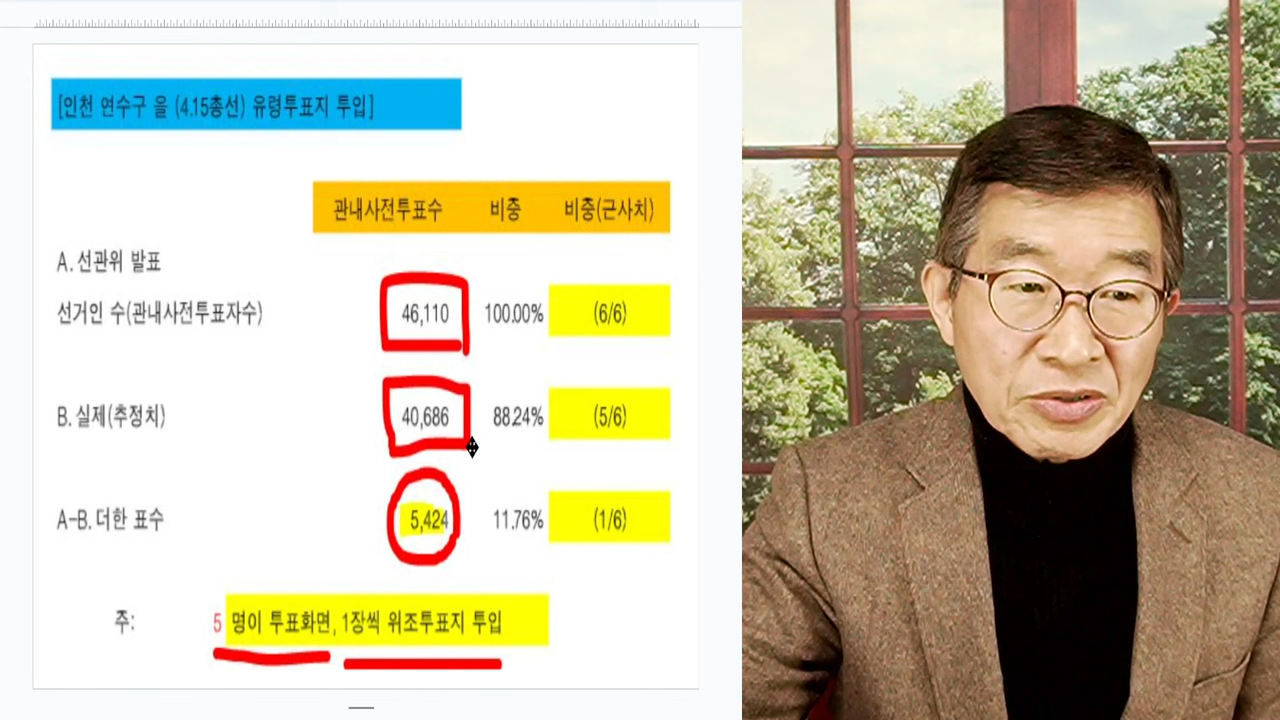 [인천 연수구 을 (4.15총선) 유령투표지 투입]
관내사전투표수 비중 비중(근사치)
A. 선관위 발표
선거인 수(관내사전투표자수) 46,110 100.00% (6/6)
B. 실제(추정치) 40,686 88.24% (5/6)
A-B. 더한 표수 5,424 11.76% (1/6)
주: 5 명이 투표화면, 1장씩 위조투표지 투입